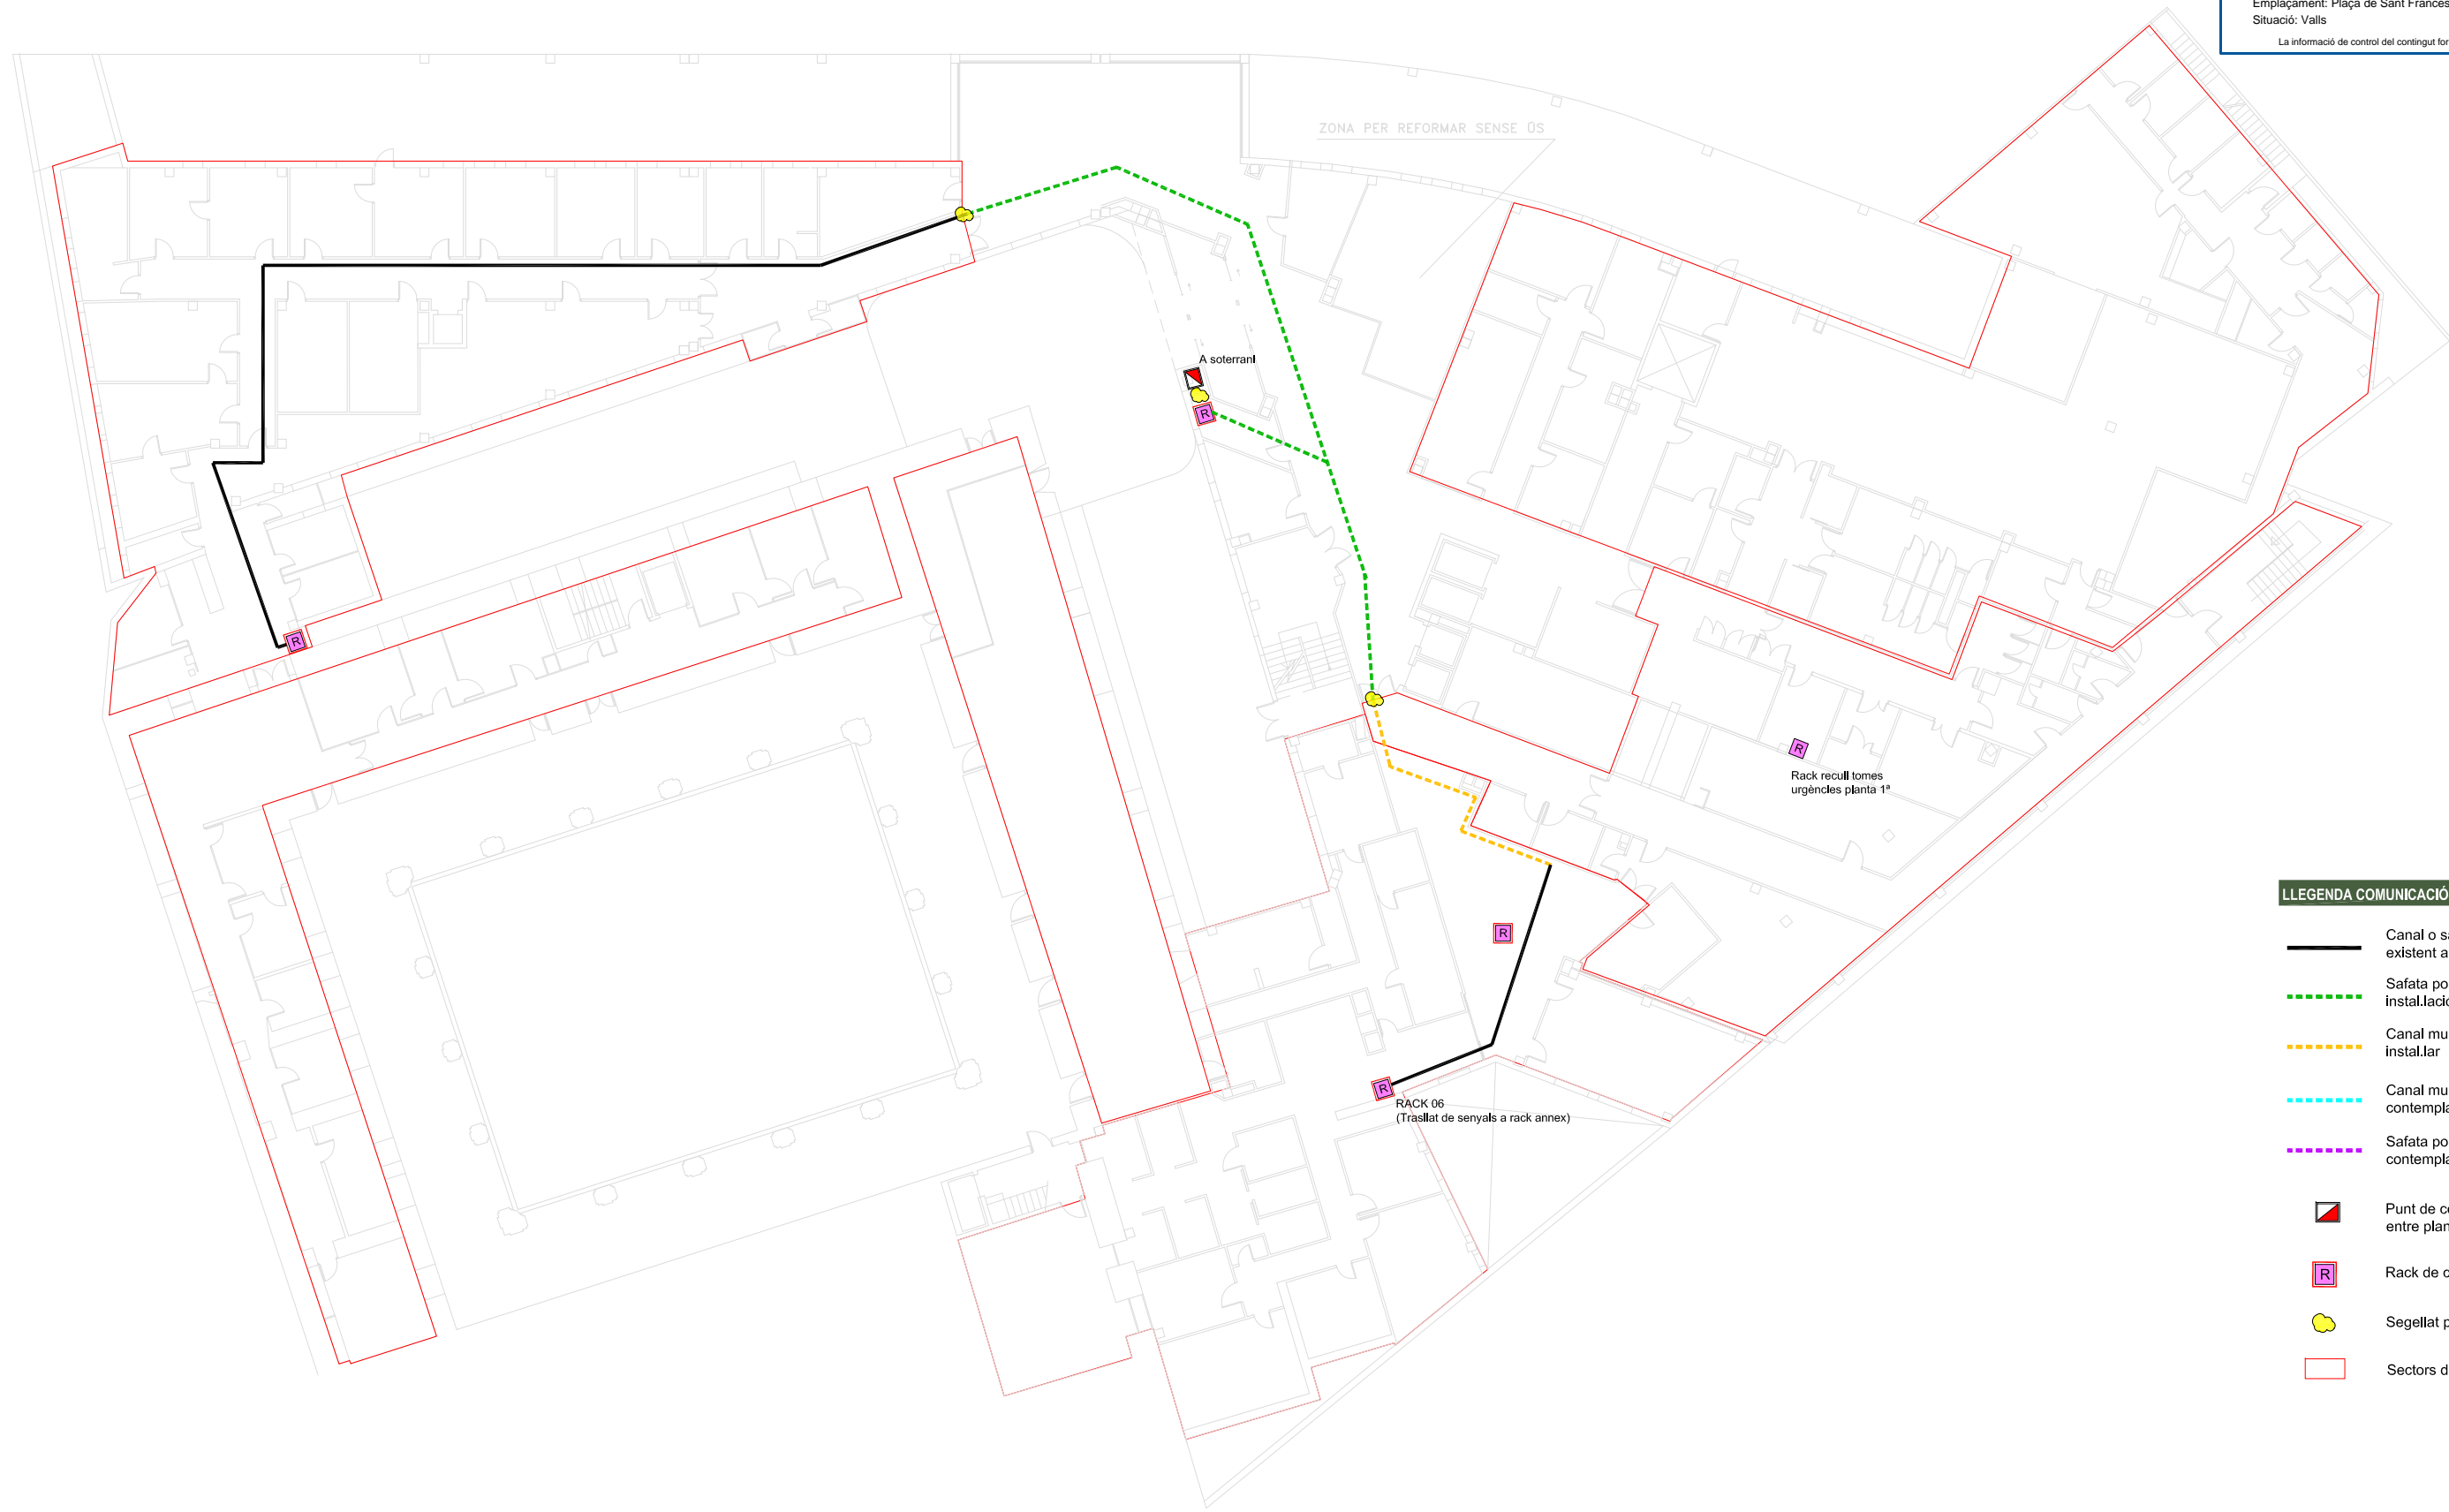 Emplaçament: Plaça de Sant Frances
Situació: Valls
La informació de control del contingut for
ZONA PER REFORMAR SENSE ÚS
A soterrani
R
R
R
Rack recull tomes
urgències planta 1ª
R
R
RACK 06
(Trasllat de senyals a rack annex)
LLEGENDA COMUNICACIÓ
Canal o sa
existent a
Safata po
instal.laci
Canal mu
instal.lar
Canal mu
contempla
Safata po
contempla
Punt de c
entre plan
R
Rack de c
Segellat p
Sectors d